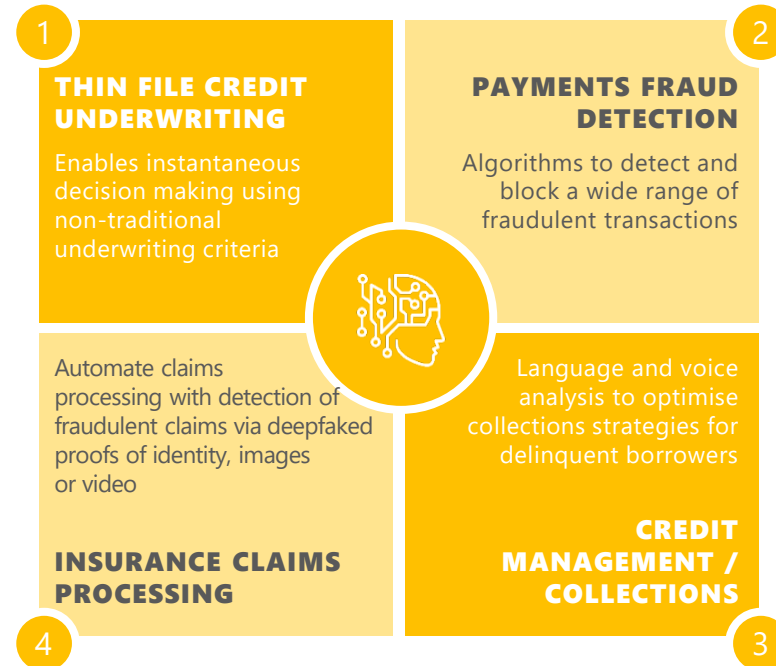 1
THIN FILE CREDIT
UNDERWRITING
Enables instantaneous
decision making using
non-traditional
underwriting criteria
2
PAYMENTS FRAUD
DETECTION
Algorithms to detect and
block a wide range of
fraudulent transactions
Language and voice
analysis to optimise
collections strategies for
delinquent borrowers
CREDIT
MANAGEMENT /
COLLECTIONS
3
Automate claims
processing with detection of
fraudulent claims via deepfaked
proofs of identity, images
or video
INSURANCE CLAIMS
PROCESSING
4